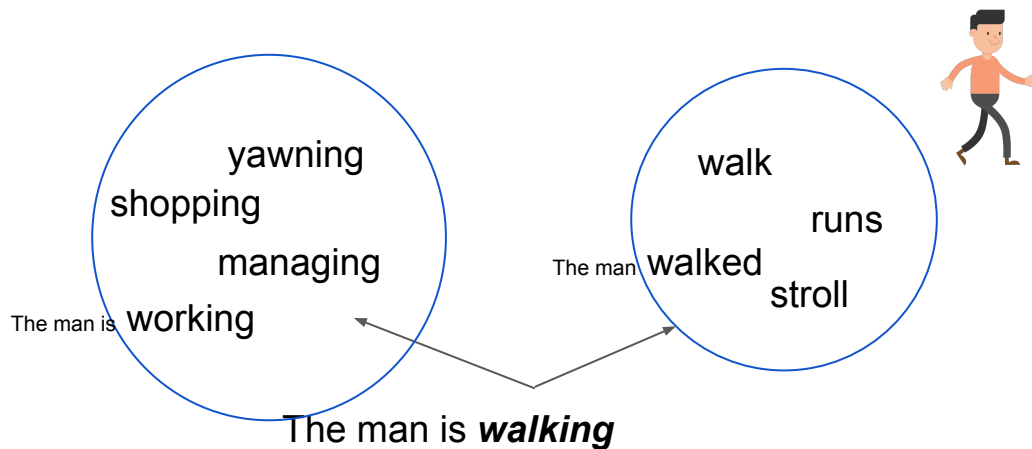 yawning
shopping
managing
The man is working
walk
runs
The man walked
stroll
The man is walking